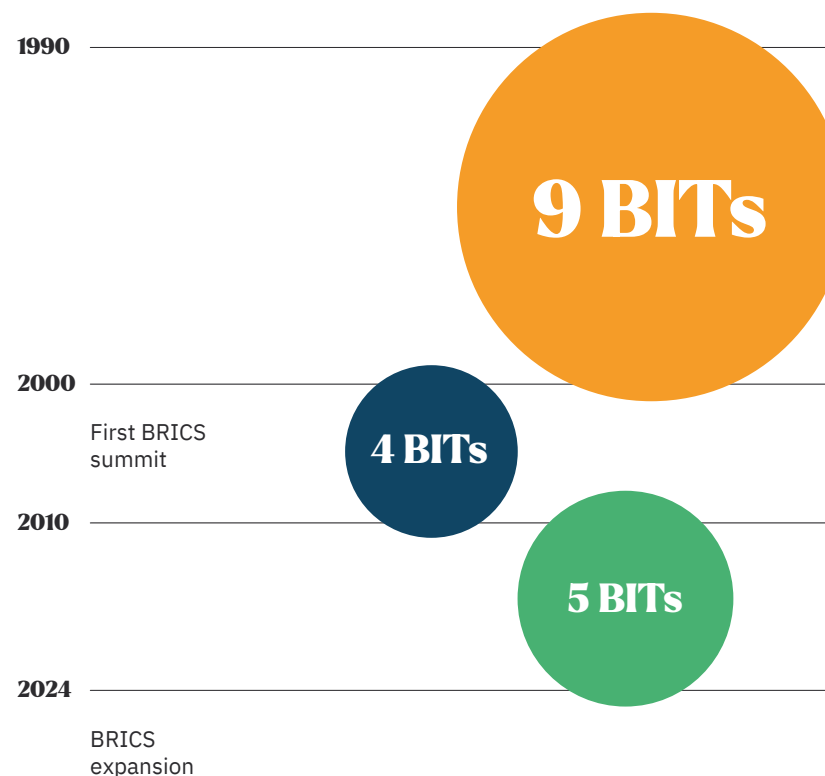 1990
9 BITs
2000
First BRICS
summit
4 BITs
2010
5 BITs
2024
BRICS
expansion